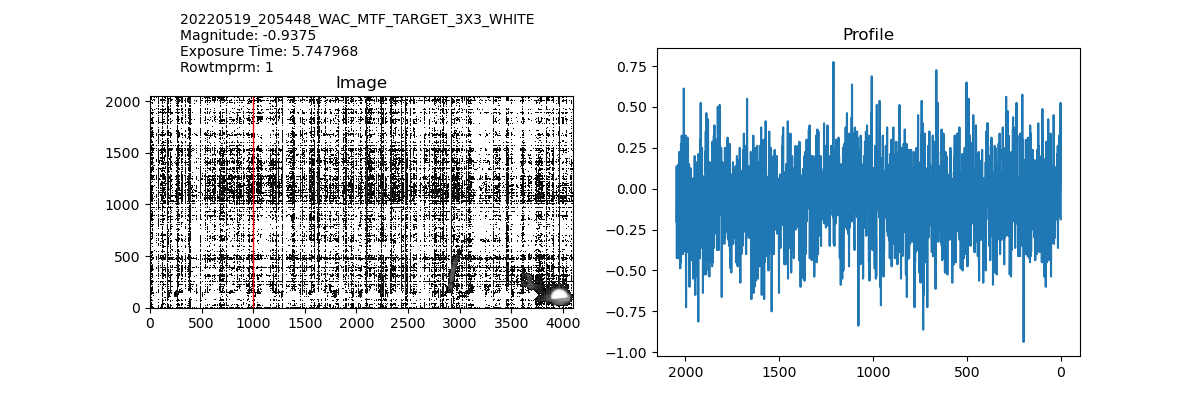 20220519_205448_WAC_MTF_TARGET_3X3_WHITE
Magnitude: -0.9375
Exposure Time: 5.747968
Rowtmprm: 1
Image
2000
1500
1000
500
0
0 500 1000 1500 2000 2500 3000 3500 4000
Profile
0.75
0.50
0.25
0.00
−0.25
−0.50
−0.75
−1.00
2000 1500 1000 500 0